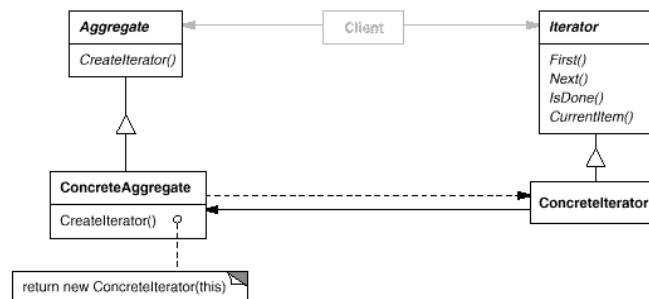 Aggregate
CreateIterator()
Client
Iterator
First()
Next()
IsDone()
CurrentItem()
ConcreteAggregate
CreateIterator()
ConcreteIterator
return new ConcreteIterator(this)